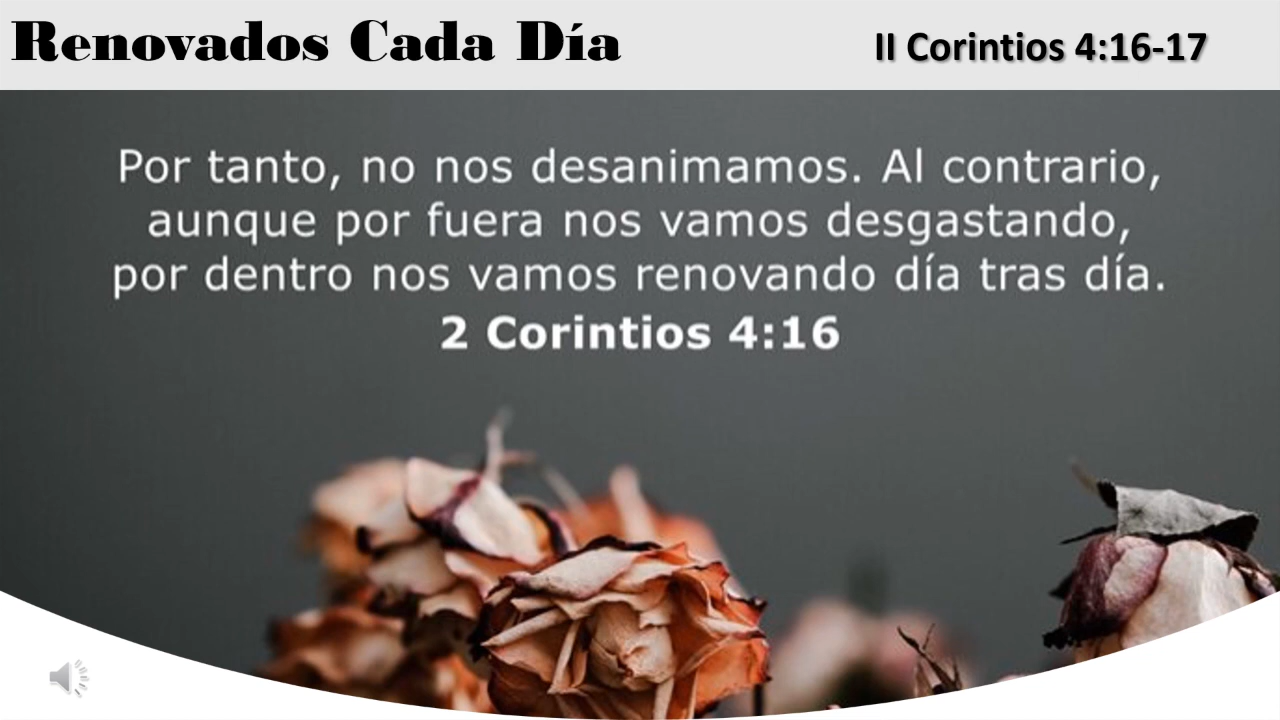 Renovados Cada Día
II Corintios 4:16-17
Por tanto, no nos desanimamos. Al contrario,
aunque por fuera nos vamos desgastando,
por dentro nos vamos renovando día tras día.
2 Corintios 4:16